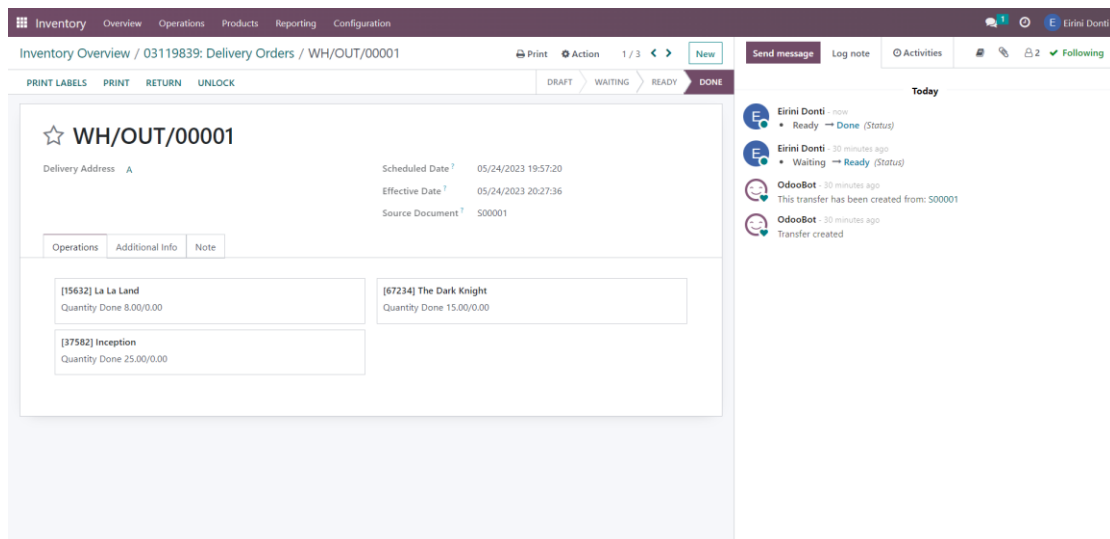 Inventory Overview Operations Products Reporting Configuration 1 E Eirini Donti
Inventory Overview / 03119839: Delivery Orders / WH/OUT/00001 Print Action 1 / 3 New
Send message Log note Activities 2 Following
PRINT LABELS PRINT RETURN UNLOCK DRAFT WAITING READY DONE
WH/OUT/00001
Delivery Address A
Scheduled Date ? 05/24/2023 19:57:20
Effective Date ? 05/24/2023 20:27:36
Source Document ? S00001
Operations Additional Info Note
[15632] La La Land
Quantity Done 8.00/0.00
[67234] The Dark Knight
Quantity Done 15.00/0.00
[37582] Inception
Quantity Done 25.00/0.00
Today
E Eirini Donti - now
• Ready → Done (Status)
E Eirini Donti - 30 minutes ago
• Waiting → Ready (Status)
OdooBot - 30 minutes ago
This transfer has been created from: S00001
OdooBot - 30 minutes ago
Transfer created